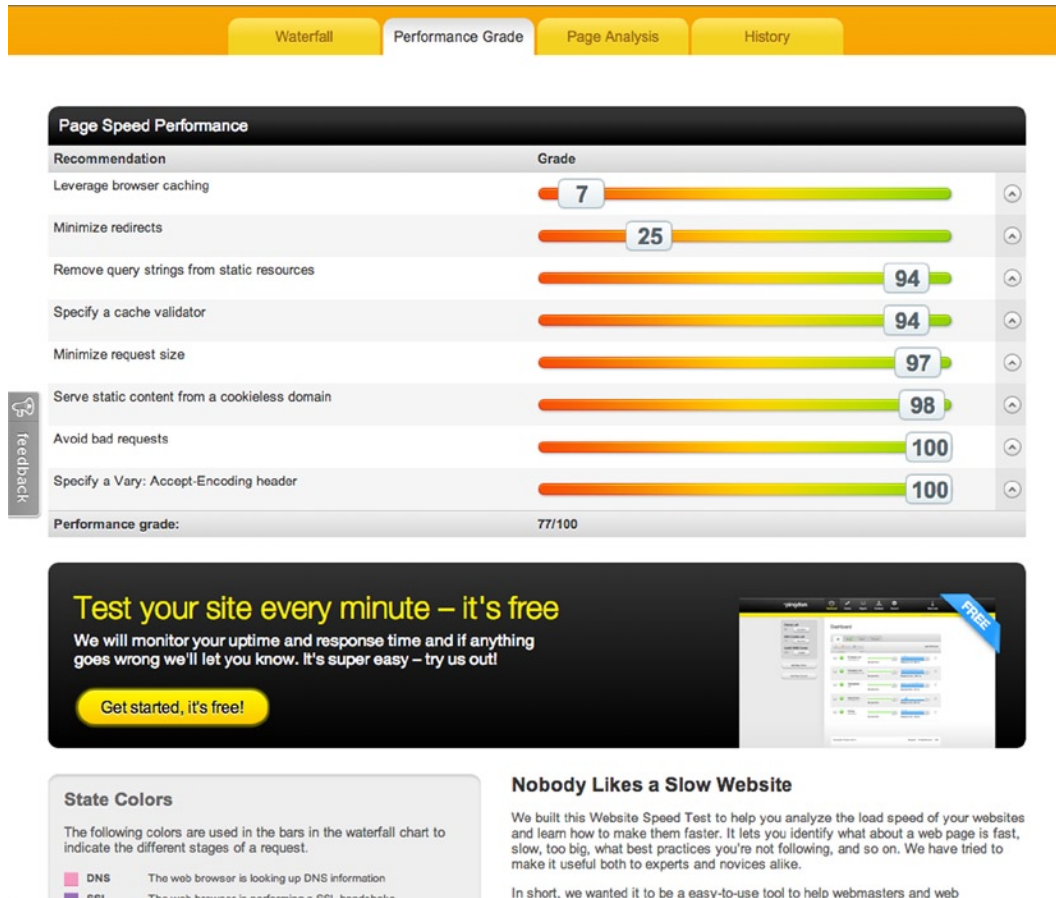 Waterfall
Performance Grade
Page Analysis
History
Page Speed Performance
Recommendation Grade
Leverage browser caching 7
Minimize redirects 25
Remove query strings from static resources 94
Specify a cache validator 94
Minimize request size 97
Serve static content from a cookieless domain 98
Avoid bad requests 100
Specify a Vary: Accept-Encoding header 100
Performance grade: 77/100
feedback
Test your site every minute – it's free
We will monitor your uptime and response time and if anything
goes wrong we'll let you know. It's super easy – try us out!
Get started, it's free!
pingdom
FREE
Dashboard
State Colors
The following colors are used in the bars in the waterfall chart to
indicate the different stages of a request.
DNS The web browser is looking up DNS information
SSL The web browser is performing a SSL handshake
Nobody Likes a Slow Website
We built this Website Speed Test to help you analyze the load speed of your websites
and learn how to make them faster. It lets you identify what about a web page is fast,
slow, too big, what best practices you're not following, and so on. We have tried to
make it useful both to experts and novices alike.
In short, we wanted it to be a easy-to-use tool to help webmasters and web